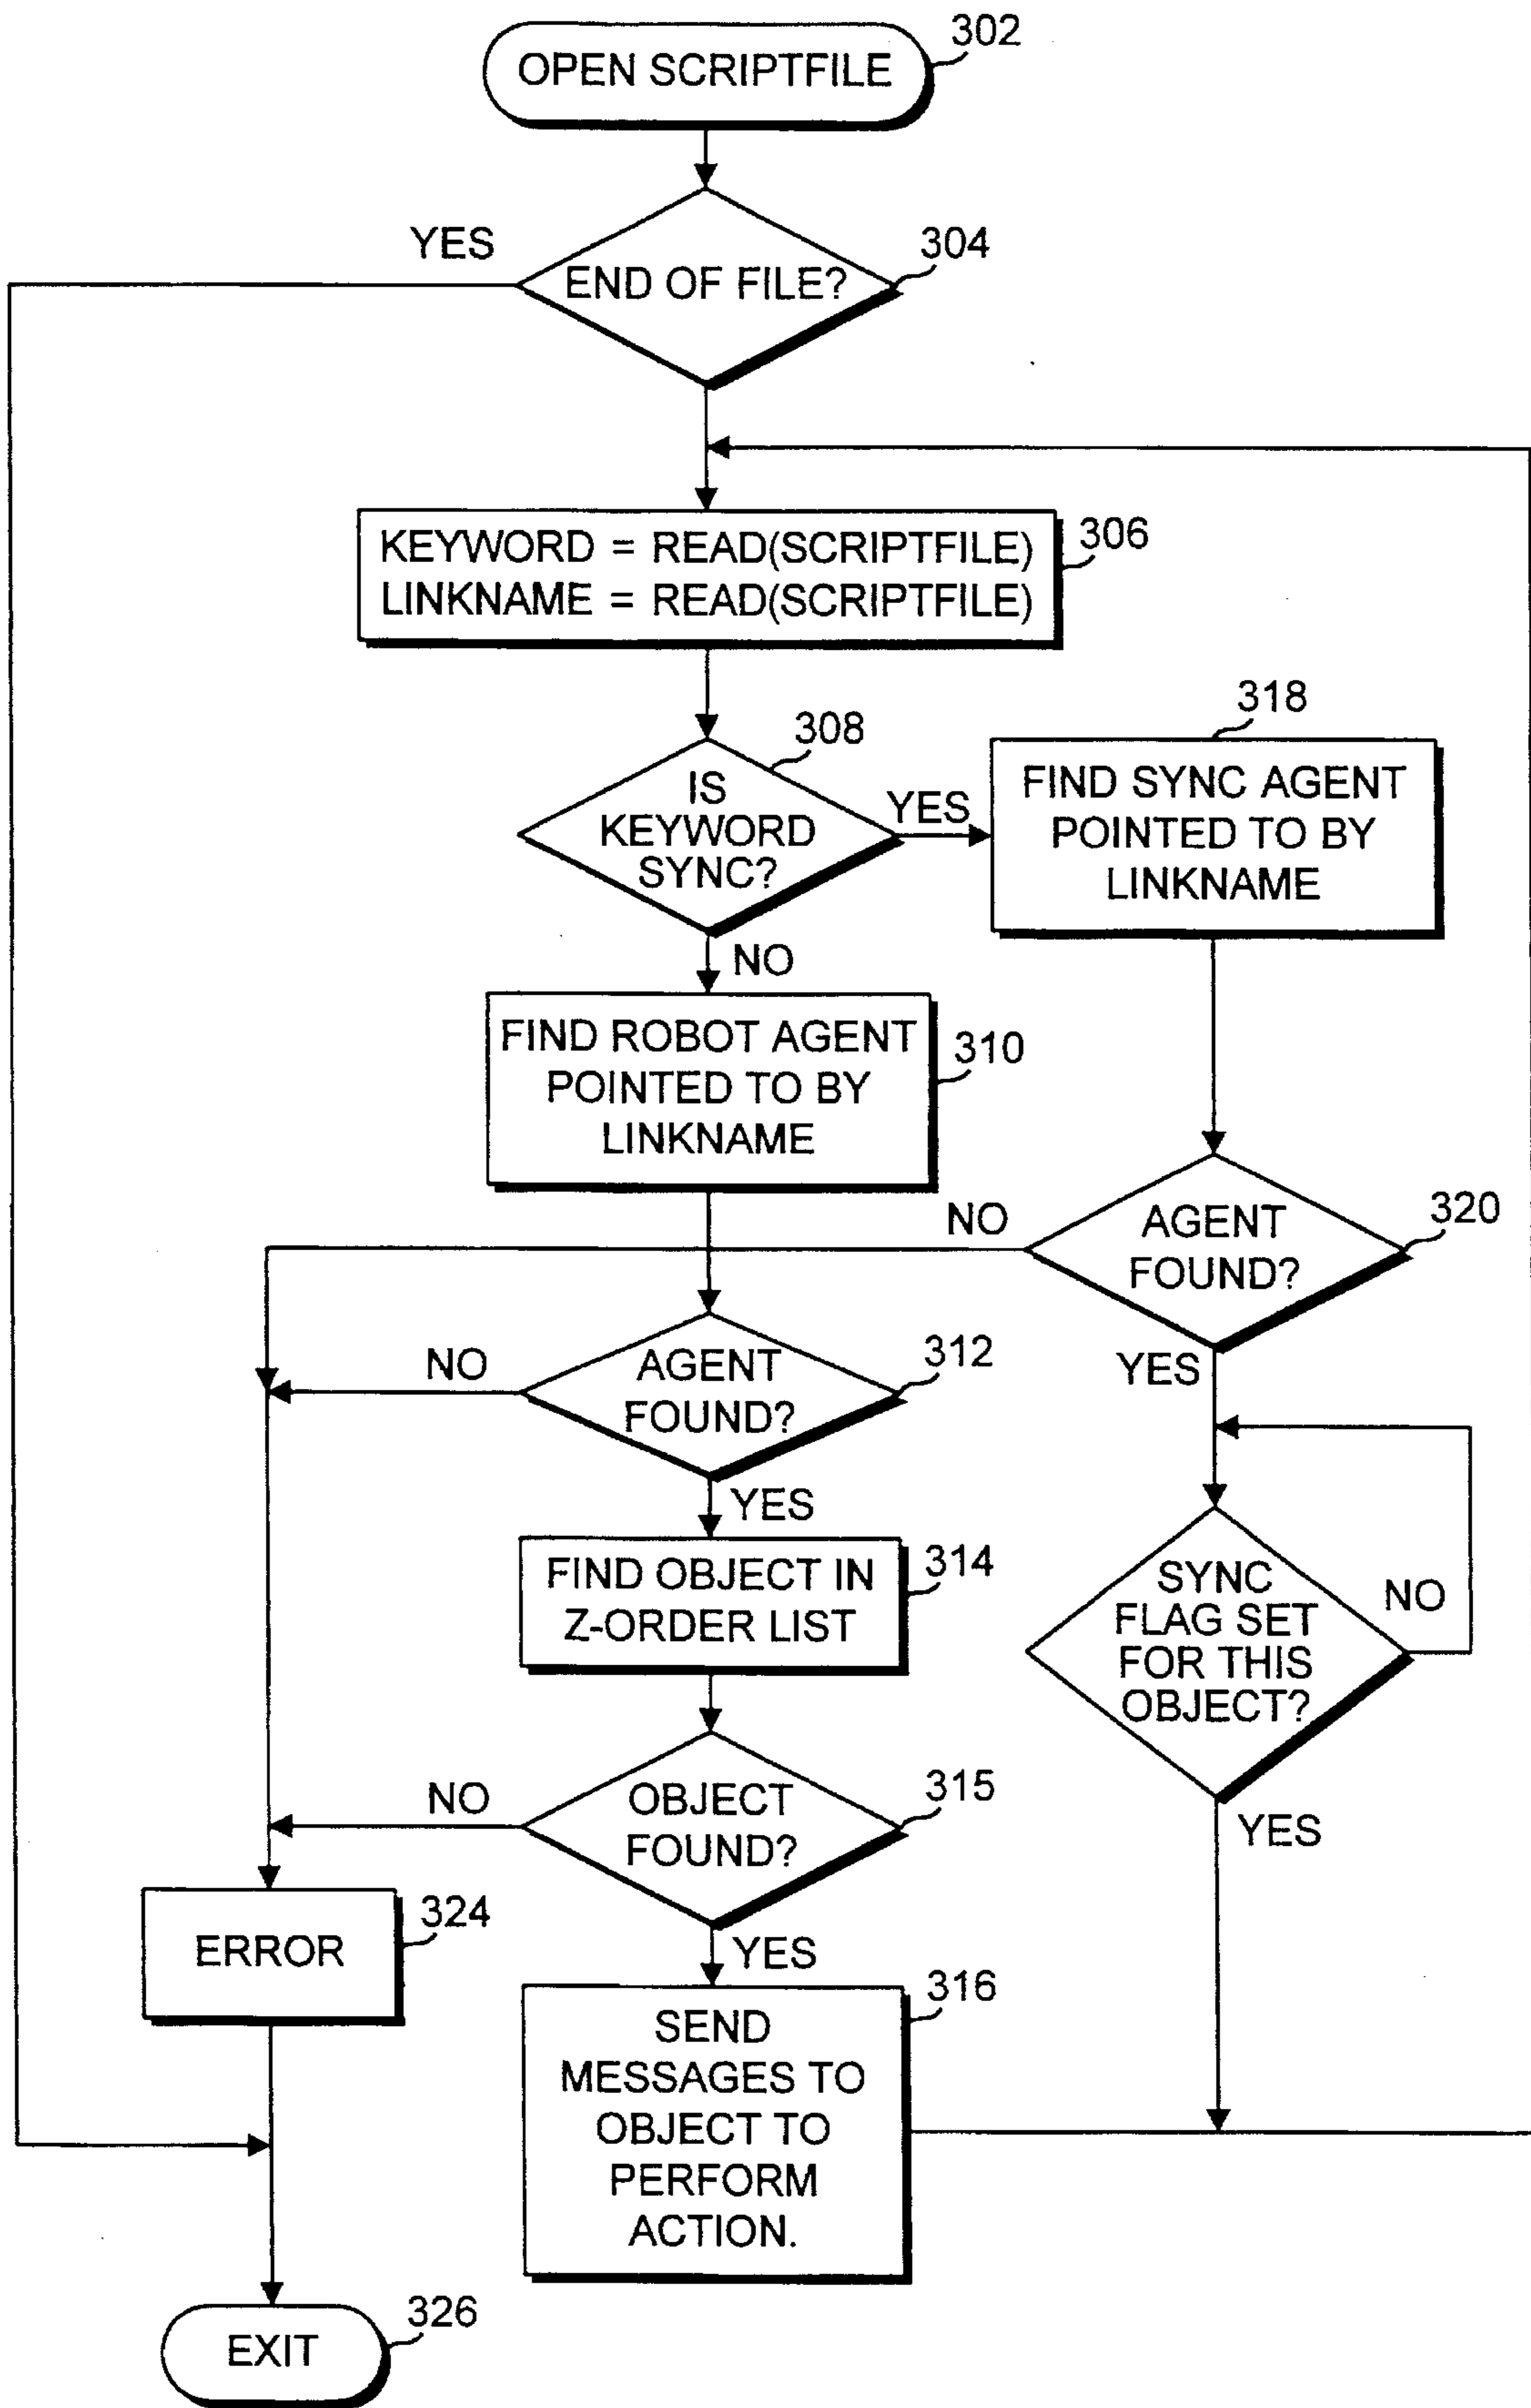 OPEN SCRIPTFILE
302
YES
END OF FILE?
304
KEYWORD = READ(SCRIPTFILE)
LINKNAME = READ(SCRIPTFILE)
306
IS
KEYWORD
SYNC?
308
YES
318
FIND SYNC AGENT
POINTED TO BY
LINKNAME
NO
FIND ROBOT AGENT
POINTED TO BY
LINKNAME
310
NO
AGENT
FOUND?
320
NO
AGENT
FOUND?
312
YES
YES
FIND OBJECT IN
Z-ORDER LIST
314
SYNC
FLAG SET
FOR THIS
OBJECT?
NO
NO
OBJECT
FOUND?
315
YES
ERROR
324
YES
SEND
MESSAGES TO
OBJECT TO
PERFORM
ACTION.
316
EXIT
326